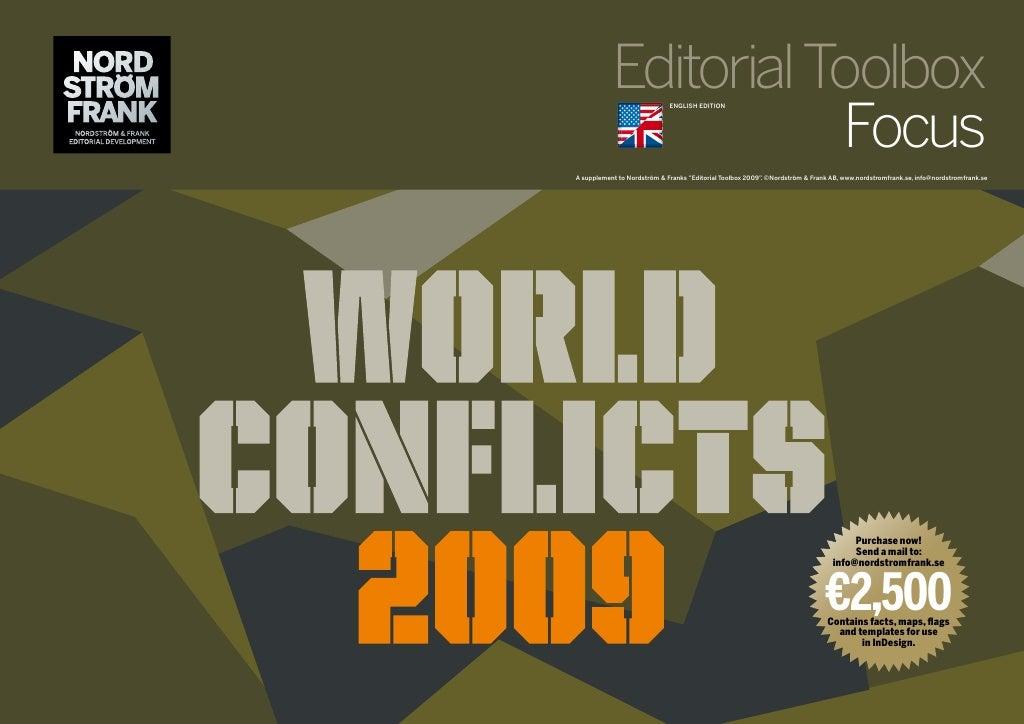 NORD
STRÖM
FRANK
NORDSTRÖM & FRANK
EDITORIAL DEVELOPMENT
Editorial Toolbox
ENGLISH EDITION
Focus
A supplement to Nordström & Franks "Editorial Toolbox 2009". ©Nordström & Frank AB, www.nordstromfrank.se, info@nordstromfrank.se
WORLD
CONFLICTS
2009
Purchase now!
Send a mail to:
info@nordstromfrank.se
€2,500
Contains facts, maps, flags
and templates for use
in InDesign.